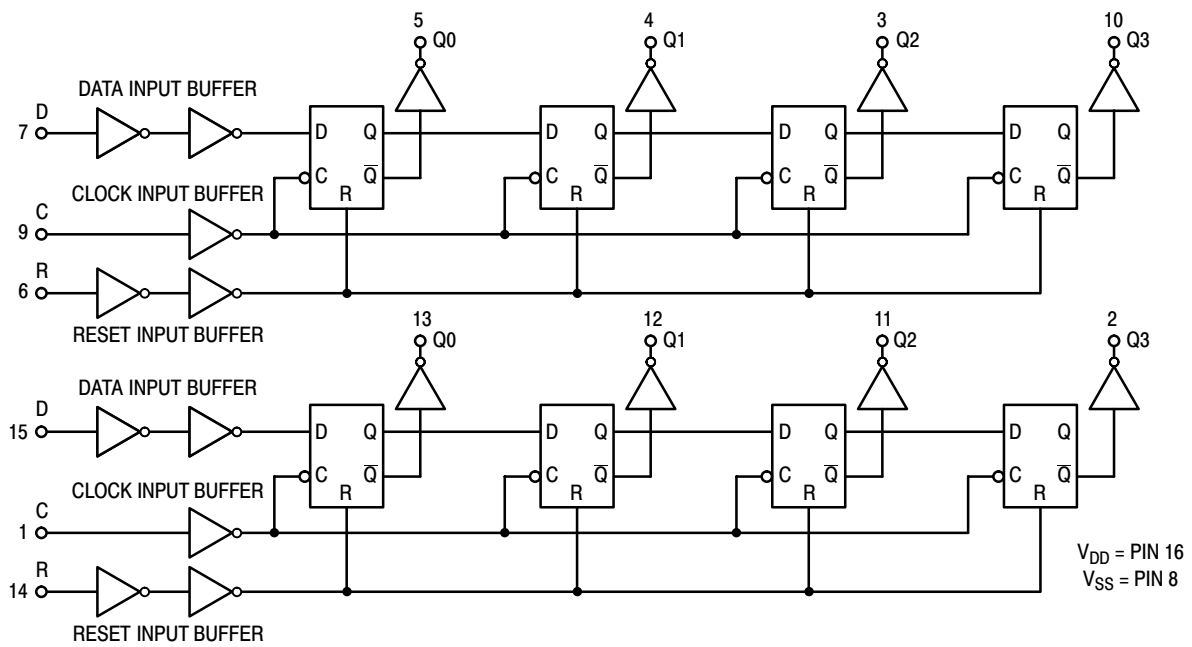 5 4 3 10
Q0 Q1 Q2 Q3
DATA INPUT BUFFER
D
7 D Q D Q D Q D Q
C Q̅ C Q̅ C Q̅ C Q̅
CLOCK INPUT BUFFER
R R R R
C
9
R
6
RESET INPUT BUFFER
13 12 11 2
Q0 Q1 Q2 Q3
DATA INPUT BUFFER
D
15 D Q D Q D Q D Q
C Q̅ C Q̅ C Q̅ C Q̅
CLOCK INPUT BUFFER
R R R R
C
1
R
14
RESET INPUT BUFFER
VDD = PIN 16
VSS = PIN 8